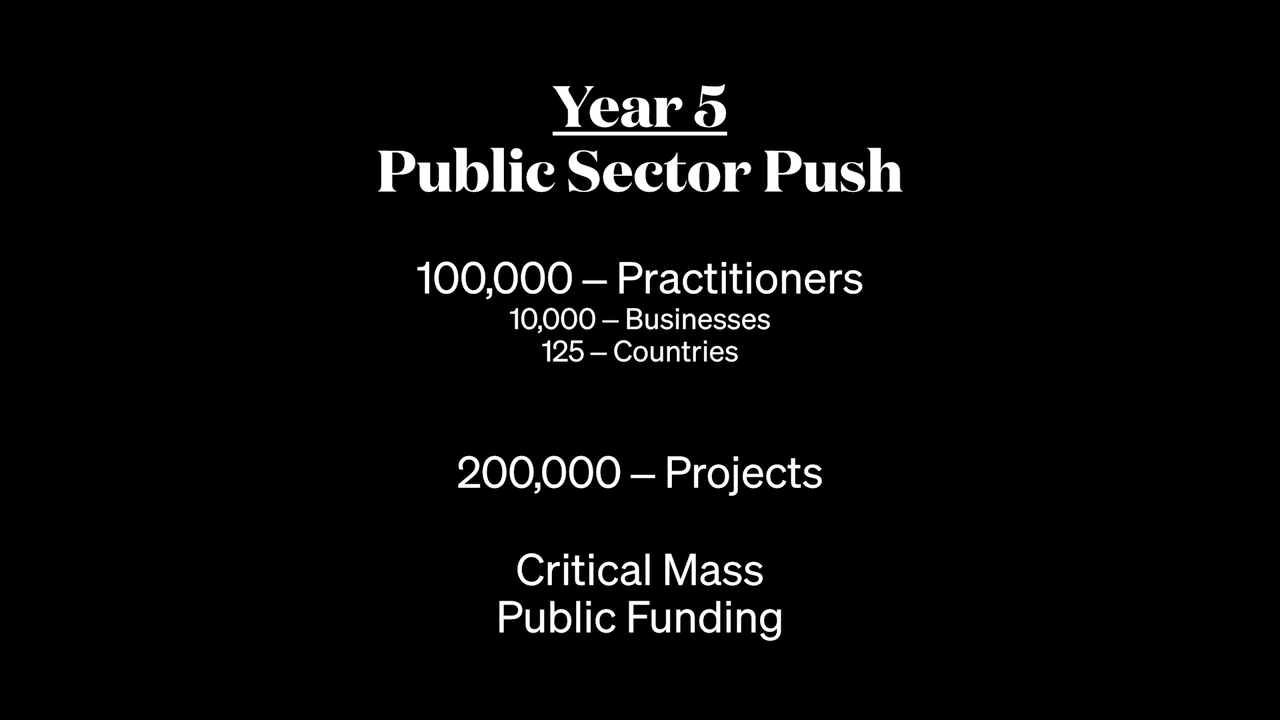 Year 5
Public Sector Push
100,000 – Practitioners
10,000 – Businesses
125 – Countries
200,000 – Projects
Critical Mass
Public Funding